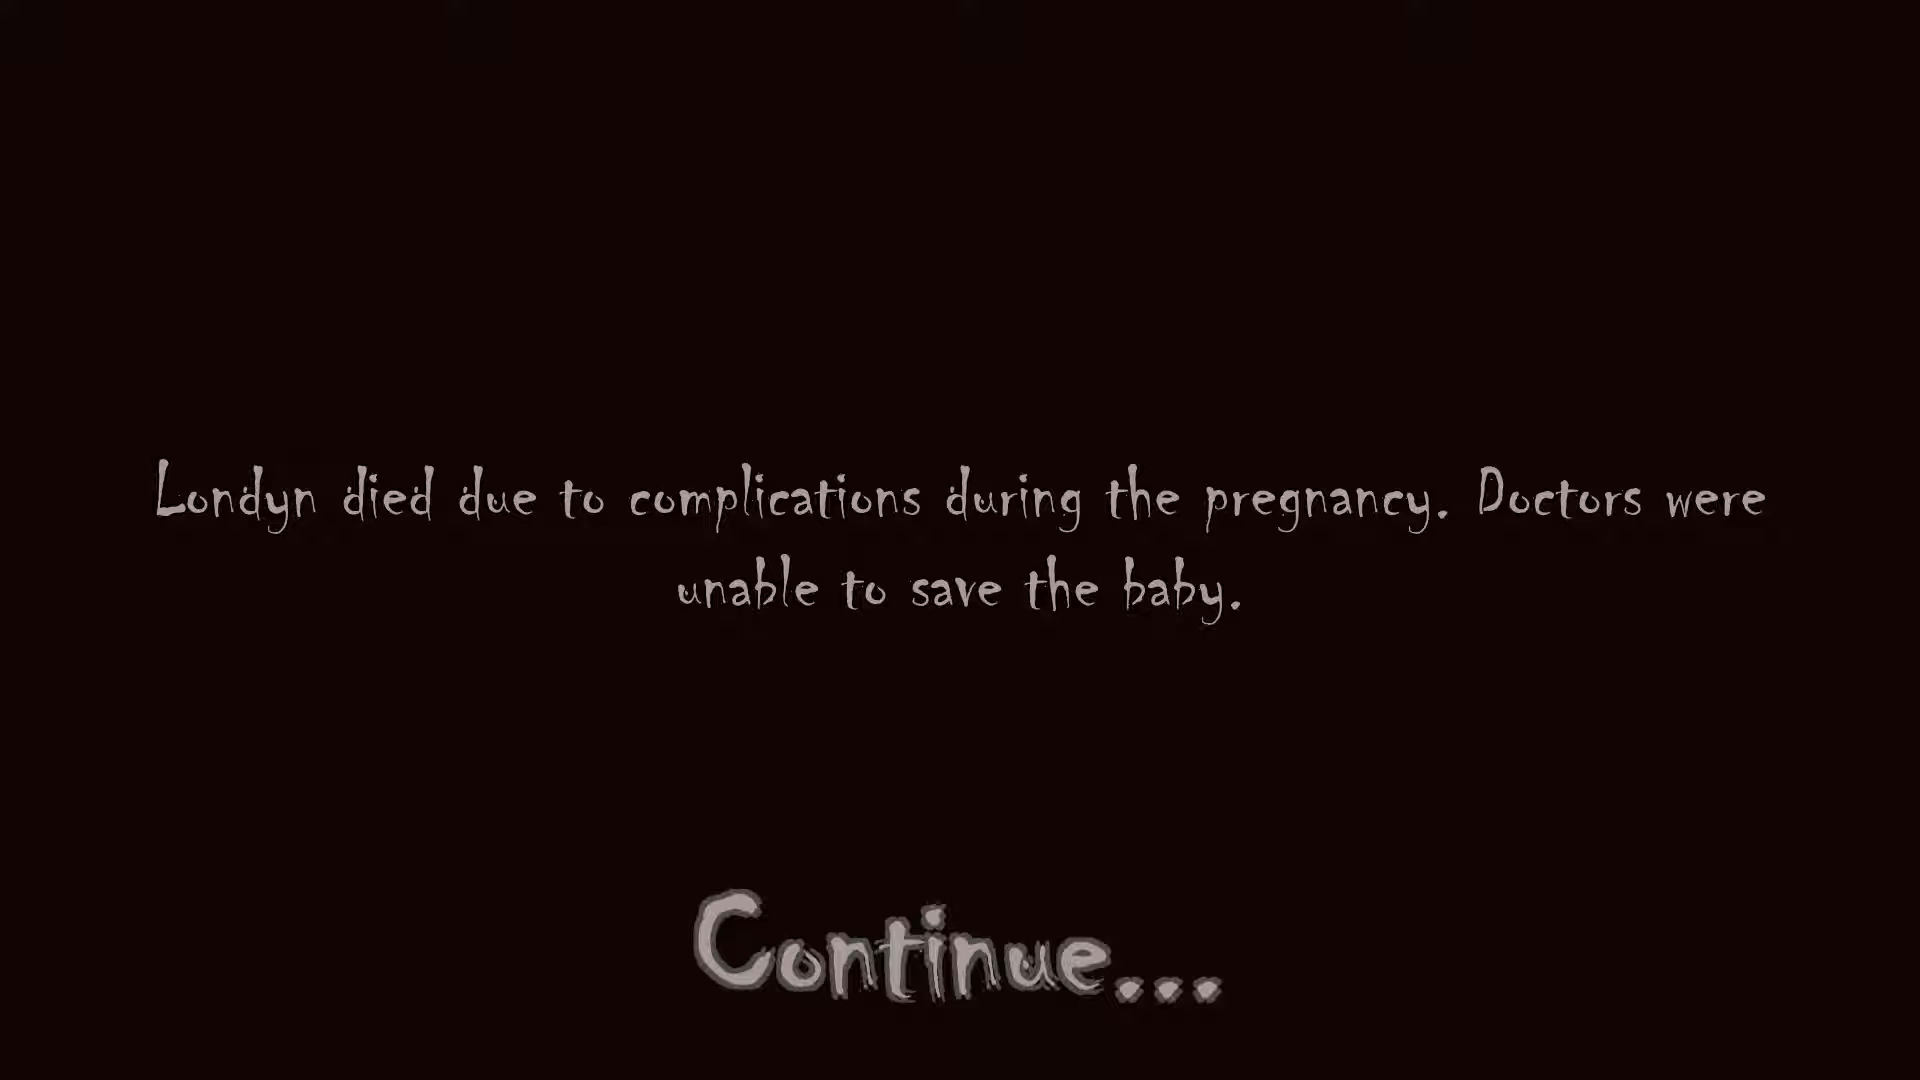 Londyn died due to complications during the pregnancy. Doctors were
unable to save the baby.
Continue...